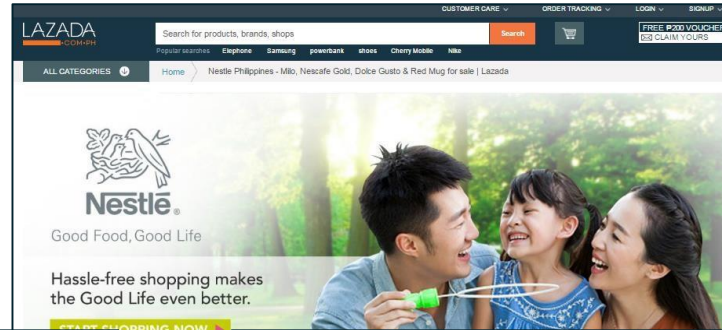 CUSTOMER CARE ORDER TRACKING LOGIN SIGNUP
LAZADA
.COM.PH
Search for products, brands, shops
Search
FREE ₱200 VOUCHER
CLAIM YOURS
Popular searches Elephone Samsung powerbank shoes Cherry Mobile Nike
ALL CATEGORIES Home Nestle Philippines - Milo, Nescafe Gold, Dolce Gusto & Red Mug for sale | Lazada
Nestlé®
Good Food, Good Life
Hassle-free shopping makes
the Good Life even better.
START SHOPPING NOW